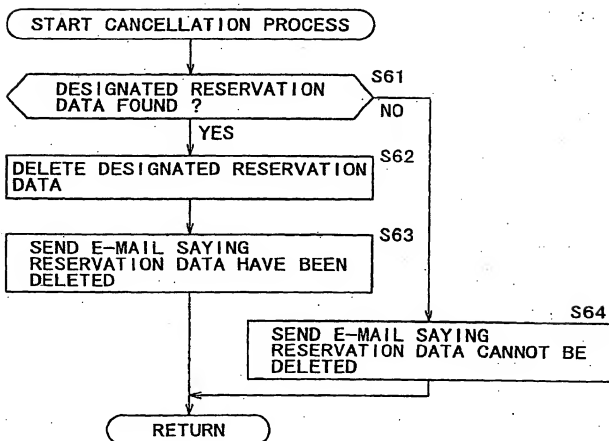 START CANCELLATION PROCESS
S61
DESIGNATED RESERVATION
DATA FOUND ?
NO
YES
S62
DELETE DESIGNATED RESERVATION
DATA
S63
SEND E-MAIL SAYING
RESERVATION DATA HAVE BEEN
DELETED
S64
SEND E-MAIL SAYING
RESERVATION DATA CANNOT BE
DELETED
RETURN